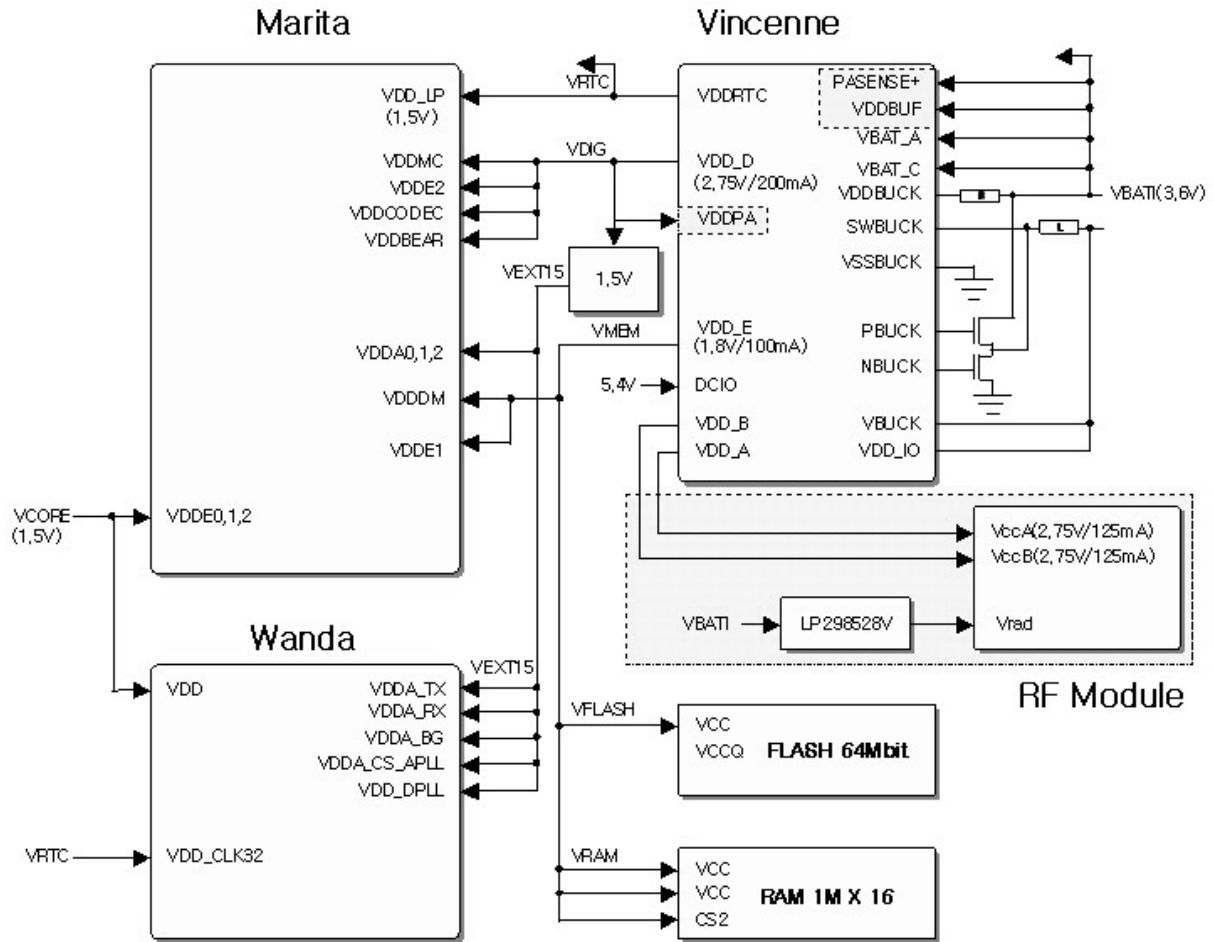 Marita
Vincenne
VDD_LP
(1,5V)
VRTC
VDDRTC
PASENSE+
VDDBUF
VBAT_A
VBAT_C
VDDMC
VDIG
VDD_D
(2,75V/200mA)
VDDE2
VDDCODEC
VDDBEAR
VDDPA
VDDBUCK
R
VBATI(3,6V)
SWBUCK
L
VSSBUCK
VEXT15
1,5V
VMEM
VDD_E
(1,8V/100mA)
PBUCK
NBUCK
VDDA0,1,2
5,4V
DCIO
VDDDM
VDD_B
VBUCK
VDDE1
VDD_A
VDD_IO
VCORE
(1,5V)
VDDE0,1,2
VccA(2,75V/125mA)
VccB(2,75V/125mA)
VBATI
LP298528V
Vrad
RF Module
Wanda
VEXT15
VDD
VDDA_TX
VDDA_RX
VDDA_BG
VDDA_CS_APLL
VDD_DPLL
VRTC
VDD_CLK32
VFLASH
VCC
VCCQ
FLASH 64Mbit
VRAM
VCC
VCC
CS2
RAM 1M X 16